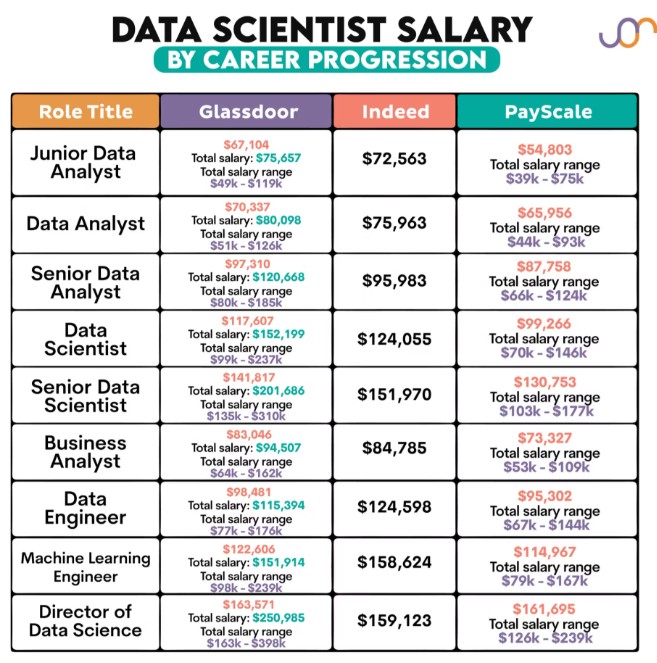 DATA SCIENTIST SALARY
BY CAREER PROGRESSION
Role Title
Glassdoor
Indeed
PayScale
Junior Data
Analyst
$67,104
Total salary: $75,657
Total salary range
$49k - $119k
$72,563
$54,803
Total salary range
$39k - $75k
Data Analyst
$70,337
Total salary: $80,098
Total salary range
$51k - $126k
$75,963
$65,956
Total salary range
$44k - $93k
Senior Data
Analyst
$97,310
Total salary: $120,668
Total salary range
$80k - $185k
$95,983
$87,758
Total salary range
$66k - $124k
Data
Scientist
$117,607
Total salary: $152,199
Total salary range
$99k - $237k
$124,055
$99,266
Total salary range
$70k - $146k
Senior Data
Scientist
$141,817
Total salary: $201,686
Total salary range
$135k - $310k
$151,970
$130,753
Total salary range
$103k - $177k
Business
Analyst
$83,046
Total salary: $94,507
Total salary range
$64k - $162k
$84,785
$73,327
Total salary range
$53k - $109k
Data
Engineer
$98,481
Total salary: $115,394
Total salary range
$77k - $176k
$124,598
$95,302
Total salary range
$67k - $144k
Machine Learning
Engineer
$122,606
Total salary: $151,914
Total salary range
$98k - $239k
$158,624
$114,967
Total salary range
$79k - $167k
Director of
Data Science
$163,571
Total salary: $250,985
Total salary range
$163k - $398k
$159,123
$161,695
Total salary range
$126k - $239k